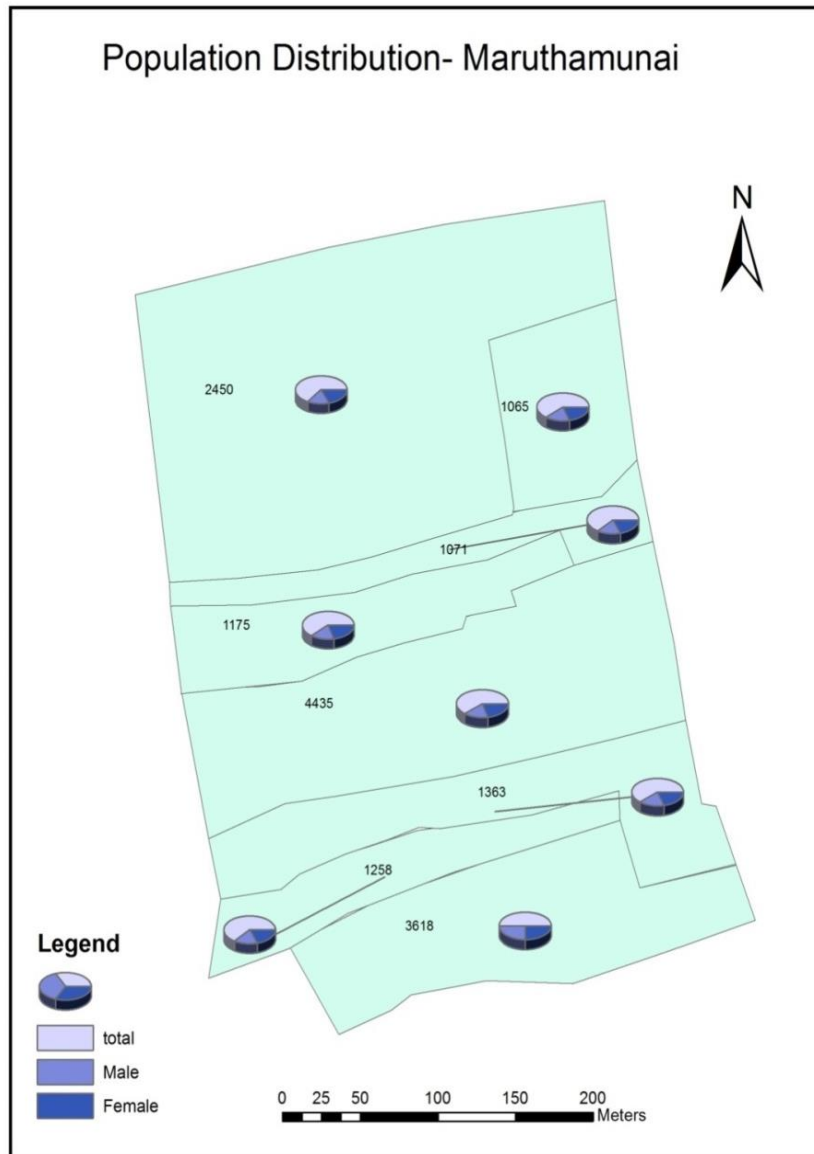 Population Distribution- Maruthamunai
N
2450
1065
1071
1175
4435
1363
1258
3618
Legend
total
Male
Female
0 25 50 100 150 200
Meters